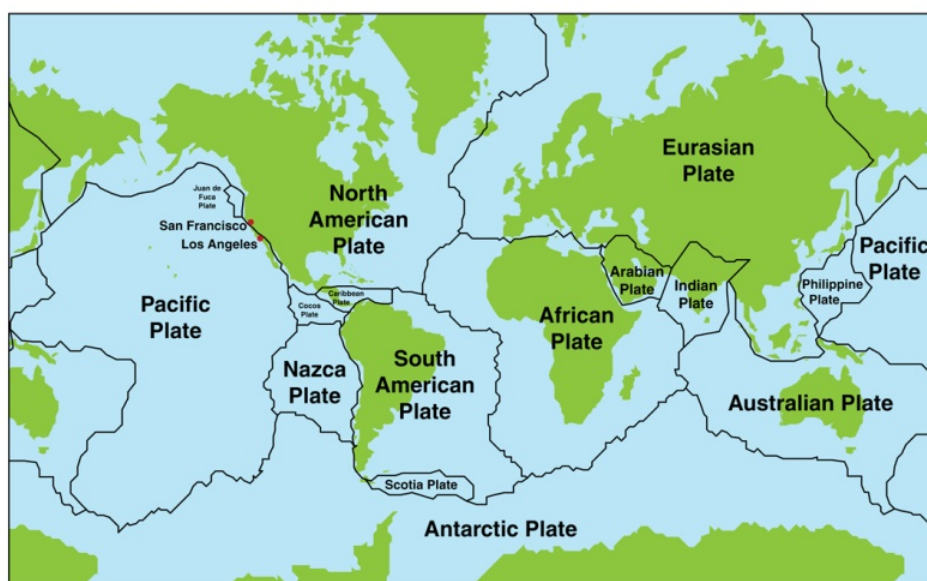 Eurasian
Plate
Juan de
Fuca
Plate
North
American
Plate
San Francisco
Los Angeles
Pacific
Plate
Arabian
Plate
Indian
Plate
Philippine
Plate
Caribbean
Plate
Cocos
Plate
Pacific
Plate
African
Plate
Nazca
Plate
South
American
Plate
Australian Plate
Scotia Plate
Antarctic Plate